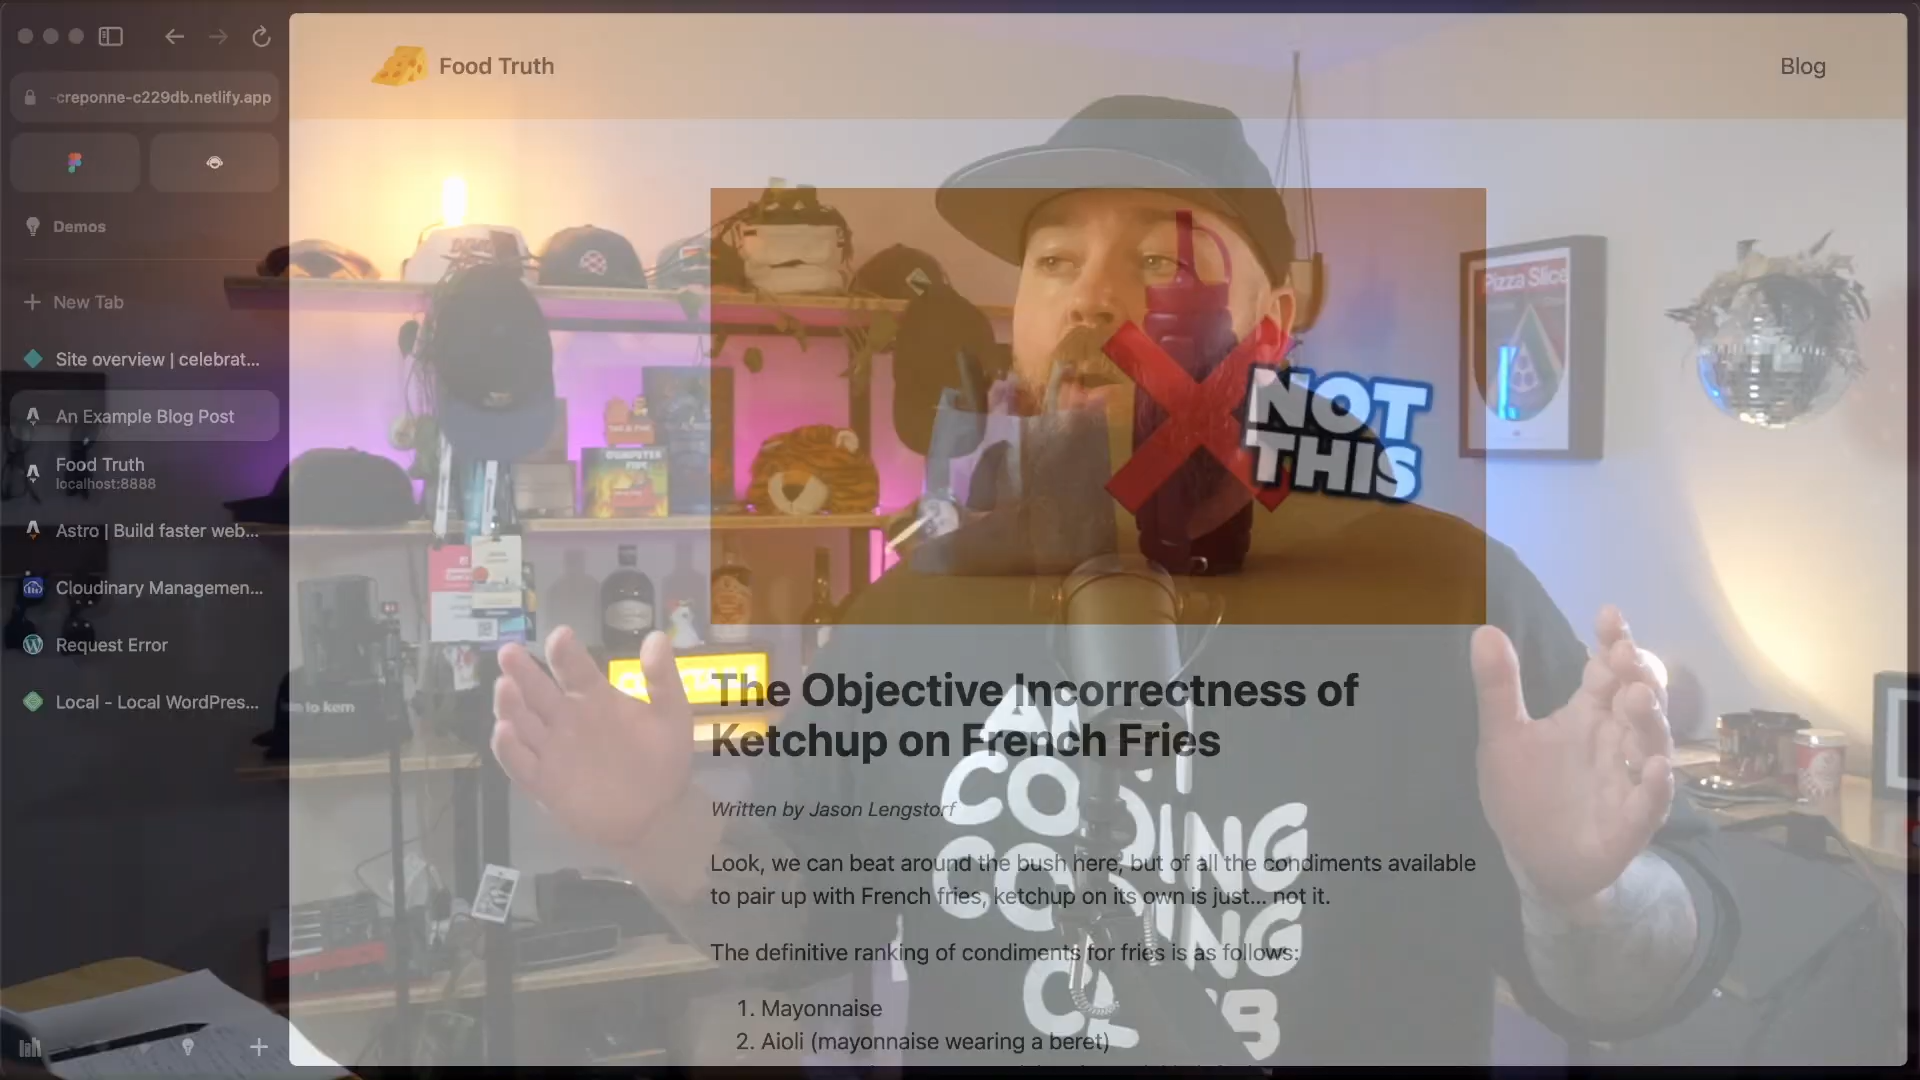 -creponne-c229db.netlify.app
Demos
New Tab
Site overview | celebrat...
An Example Blog Post
Food Truth
localhost:8888
Astro | Build faster web...
Cloudinary Managemen...
Request Error
Local - Local WordPres...
Food Truth
Blog
Pizza Slice
NOT
THIS
COMPUTER
The Objective Incorrectness of
Ketchup on French Fries
Written by Jason Lengstorf
Look, we can beat around the bush here, but of all the condiments available
to pair up with French fries, ketchup on its own is just... not it.
The definitive ranking of condiments for fries is as follows:
1. Mayonnaise
2. Aioli (mayonnaise wearing a beret)